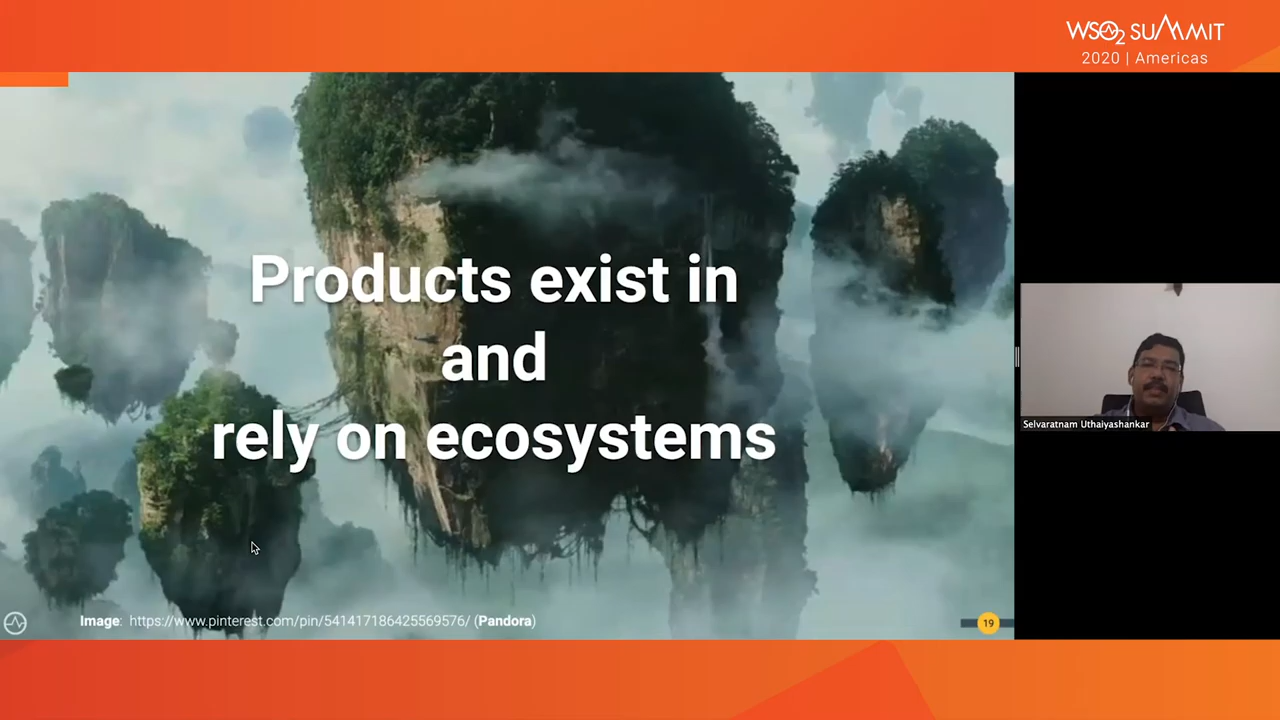 WSO2 SUMMIT
2020 | Americas
Products exist in
and
rely on ecosystems
Selvaratnam Uthaiyashankar
Image: https://www.pinterest.com/pin/541417186425569576/ (Pandora)
19